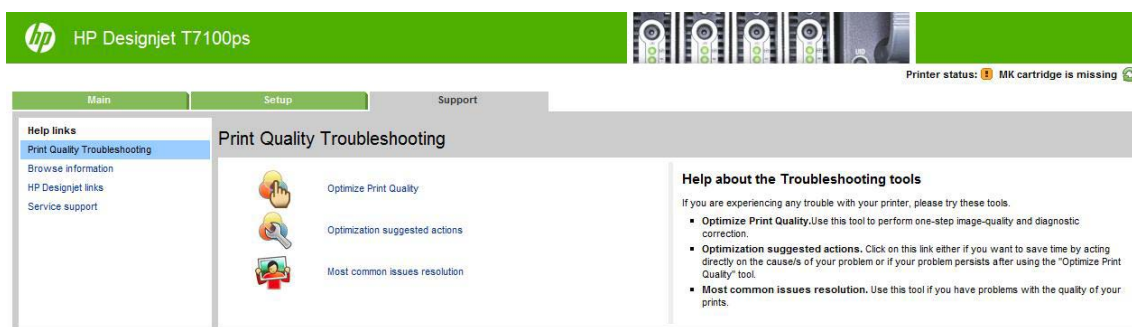 hp HP Designjet T7100ps
Printer status: MK cartridge is missing
Main Setup Support
Help links
Print Quality Troubleshooting
Browse information
HP Designjet links
Service support
Print Quality Troubleshooting
Optimize Print Quality
Optimization suggested actions
Most common issues resolution
Help about the Troubleshooting tools
If you are experiencing any trouble with your printer, please try these tools.
Optimize Print Quality.Use this tool to perform one-step image-quality and diagnostic
correction.
Optimization suggested actions. Click on this link either if you want to save time by acting
directly on the cause/s of your problem or if your problem persists after using the "Optimize Print
Quality" tool.
Most common issues resolution. Use this tool if you have problems with the quality of your
prints.